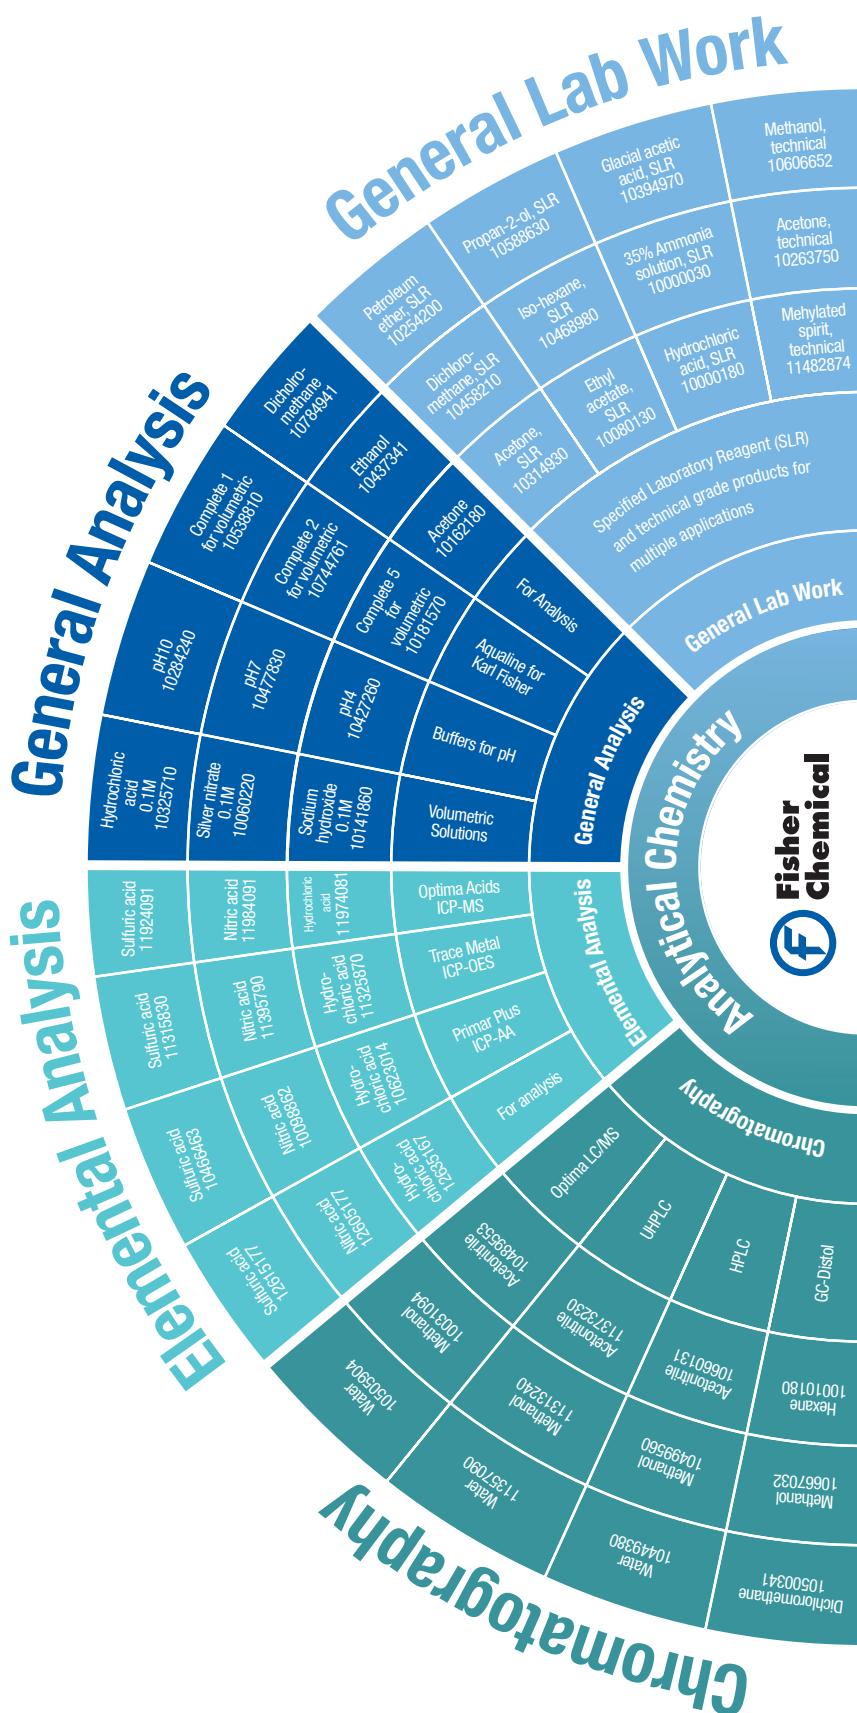 General Lab Work
Methanol,
technical
10606652
Acetone,
technical
10263750
Mehylated
spirit,
technical
11482874
Glacial acetic
acid, SLR
10394970
35% Ammonia
solution, SLR
10000030
Hydrochloric
acid, SLR
10000180
Propan-2-ol, SLR
10588630
Iso-hexane,
SLR
10468980
Ethyl
acetate,
SLR
10080130
Petroleum
ether, SLR
10254200
Dichloro-
methane, SLR
10458210
Acetone,
SLR
10314930
Specified Laboratory Reagent (SLR)
and technical grade products for
multiple applications
General Lab Work
General Analysis
Dicholro-
methane
10784941
Ethanol
10437341
Acetone
10162180
For Analysis
Complete 1
for volumetric
10538810
Complete 2
for volumetric
10744761
Complete 5
for
volumetric
10181570
Aqualine for
Karl Fisher
pH10
10284240
pH7
10477830
pH4
10427260
Buffers for pH
Hydrochloric
acid
0.1M
10325710
Silver nitrate
0.1M
10060220
Sodium
hydroxide
0.1M
10141860
Volumetric
Solutions
General Analysis
Analytical Chemistry
Fisher
Chemical
f
Elemental Analysis
Sulfuric acid
11924091
Nitric acid
11984091
Hydrochloric
acid
11974081
Optima Acids
ICP-MS
Sulfuric acid
11315830
Nitric acid
11395790
Hydro-
chloric acid
11325870
Trace Metal
ICP-OES
Sulfuric acid
10466463
Nitric acid
10098862
Hydro-
chloric acid
10623014
Primar Plus
ICP-AA
Sulfuric acid
12615177
Nitric acid
12605177
Hydro-
chloric acid
12635167
For analysis
Elemental Analysis
Chromatography
Optima LC/MS
Acetonitrile
10499553
Methanol
10031094
Water
10505904
UHPLC
Acetonitrile
11373230
Methanol
11313240
Water
11357090
HPLC
Acetonitrile
10660131
Methanol
10499560
Water
10449380
GC-Distol
Hexane
10010180
Methanol
10667032
Dichloromethane
10500341
Chromatography